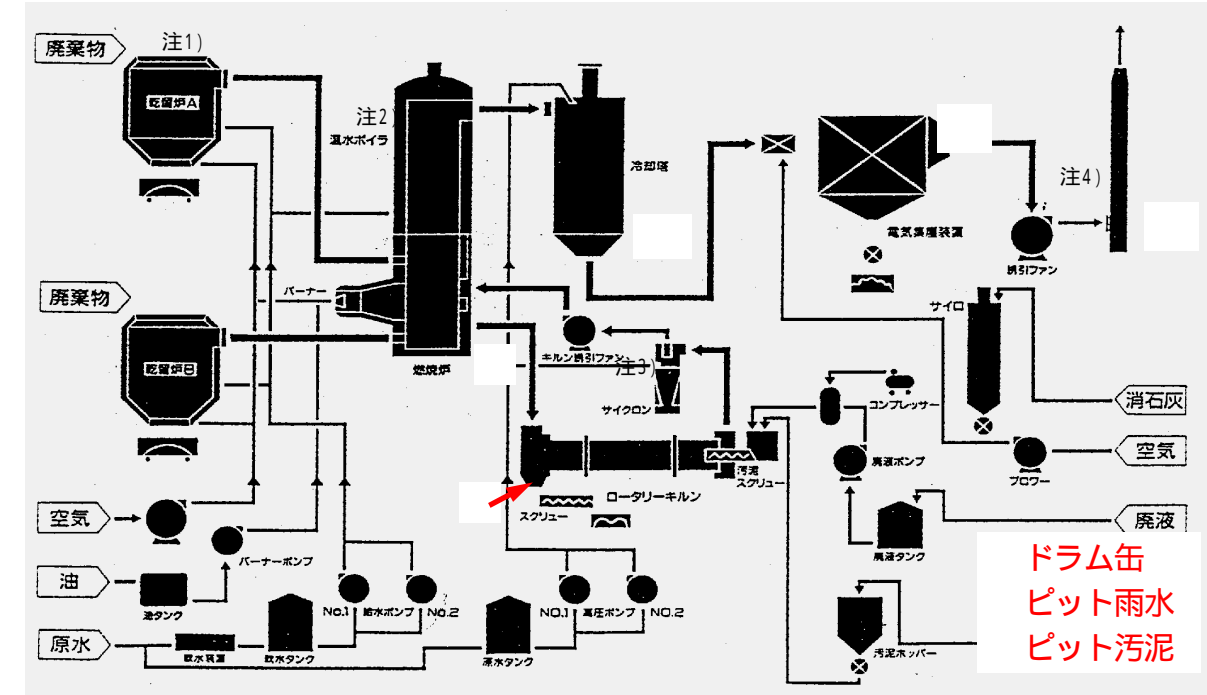 廃棄物
注1)
乾留炉A
注2)
温水ボイラ
冷却塔
注4)
電気集塵装置
誘引ファン
廃棄物
バーナー
サイロ
乾留炉B
燃焼炉
キルン誘引ファン
注3)
サイクロン
コンプレッサー
消石灰
汚泥
スクリュー
廃液ポンプ
空気
ブロワー
ロータリーキルン
スクリュー
空気
廃液
バーナーポンプ
廃液タンク
油
油タンク
ドラム缶
ピット雨水
ピット汚泥
No.1 給水ポンプ No.2
NO.1 高圧ポンプ NO.2
原水
軟水装置
軟水タンク
原水タンク
汚泥ホッパー